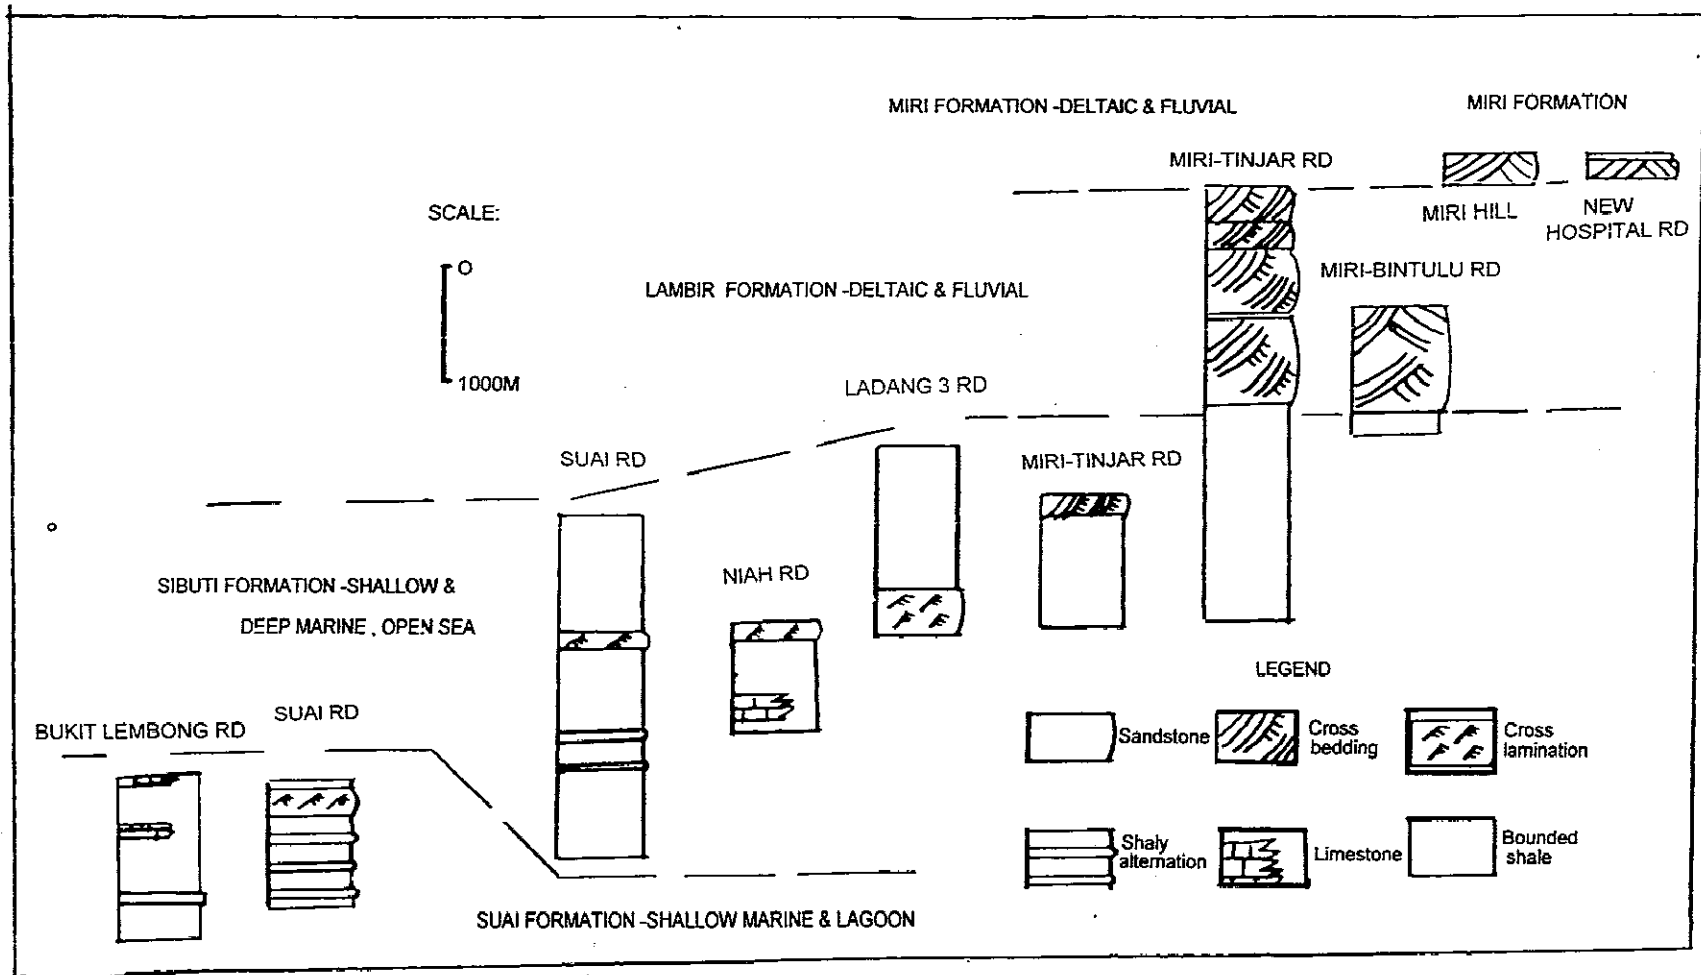 MIRI FORMATION -DELTAIC & FLUVIAL
MIRI FORMATION
MIRI-TINJAR RD
MIRI HILL
NEW
HOSPITAL RD
SCALE:
O
1000M
LAMBIR FORMATION -DELTAIC & FLUVIAL
MIRI-BINTULU RD
LADANG 3 RD
SUAI RD
MIRI-TINJAR RD
NIAH RD
SIBUTI FORMATION -SHALLOW &
DEEP MARINE , OPEN SEA
BUKIT LEMBONG RD
SUAI RD
LEGEND
Sandstone
Cross
bedding
Cross
lamination
Shaly
alternation
Limestone
Bounded
shale
SUAI FORMATION -SHALLOW MARINE & LAGOON